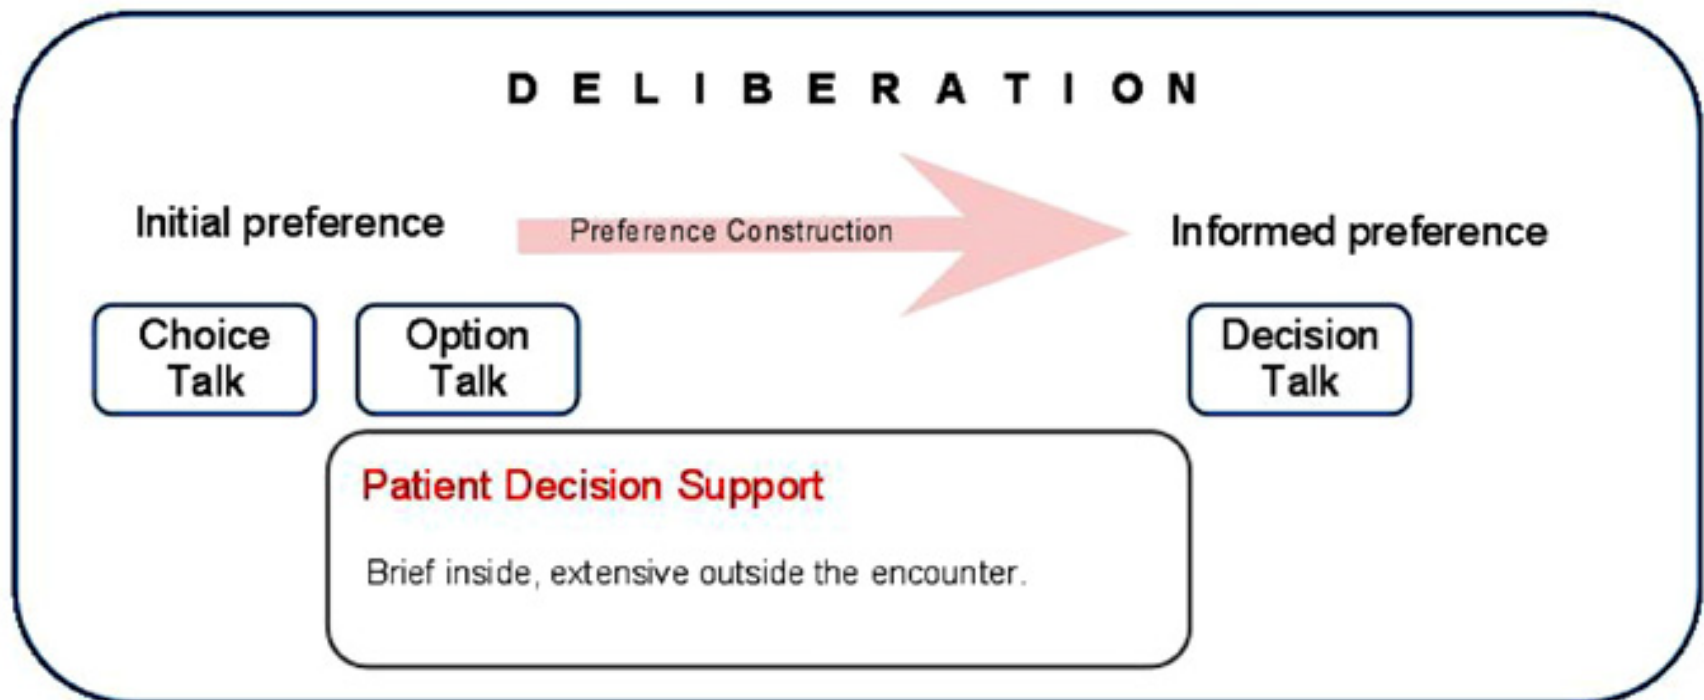 DELIBERATION
Initial preference
Preference Construction
Informed preference
Choice
Talk
Option
Talk
Decision
Talk
Patient Decision Support
Brief inside, extensive outside the encounter.